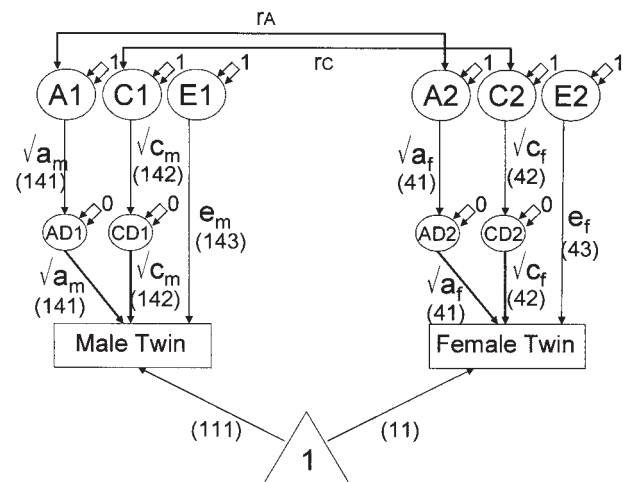 rA
rC
1 1 1 1 1 1
A1 C1 E1 A2 C2 E2
√am √cm √af √cf
(141) (142) (41) (42)
0 0 0 0
AD1 CD1 em AD2 CD2 ef
(143) (43)
√am √cm √af √cf
(141) (142) (41) (42)
Male Twin Female Twin
(111) (11)
1